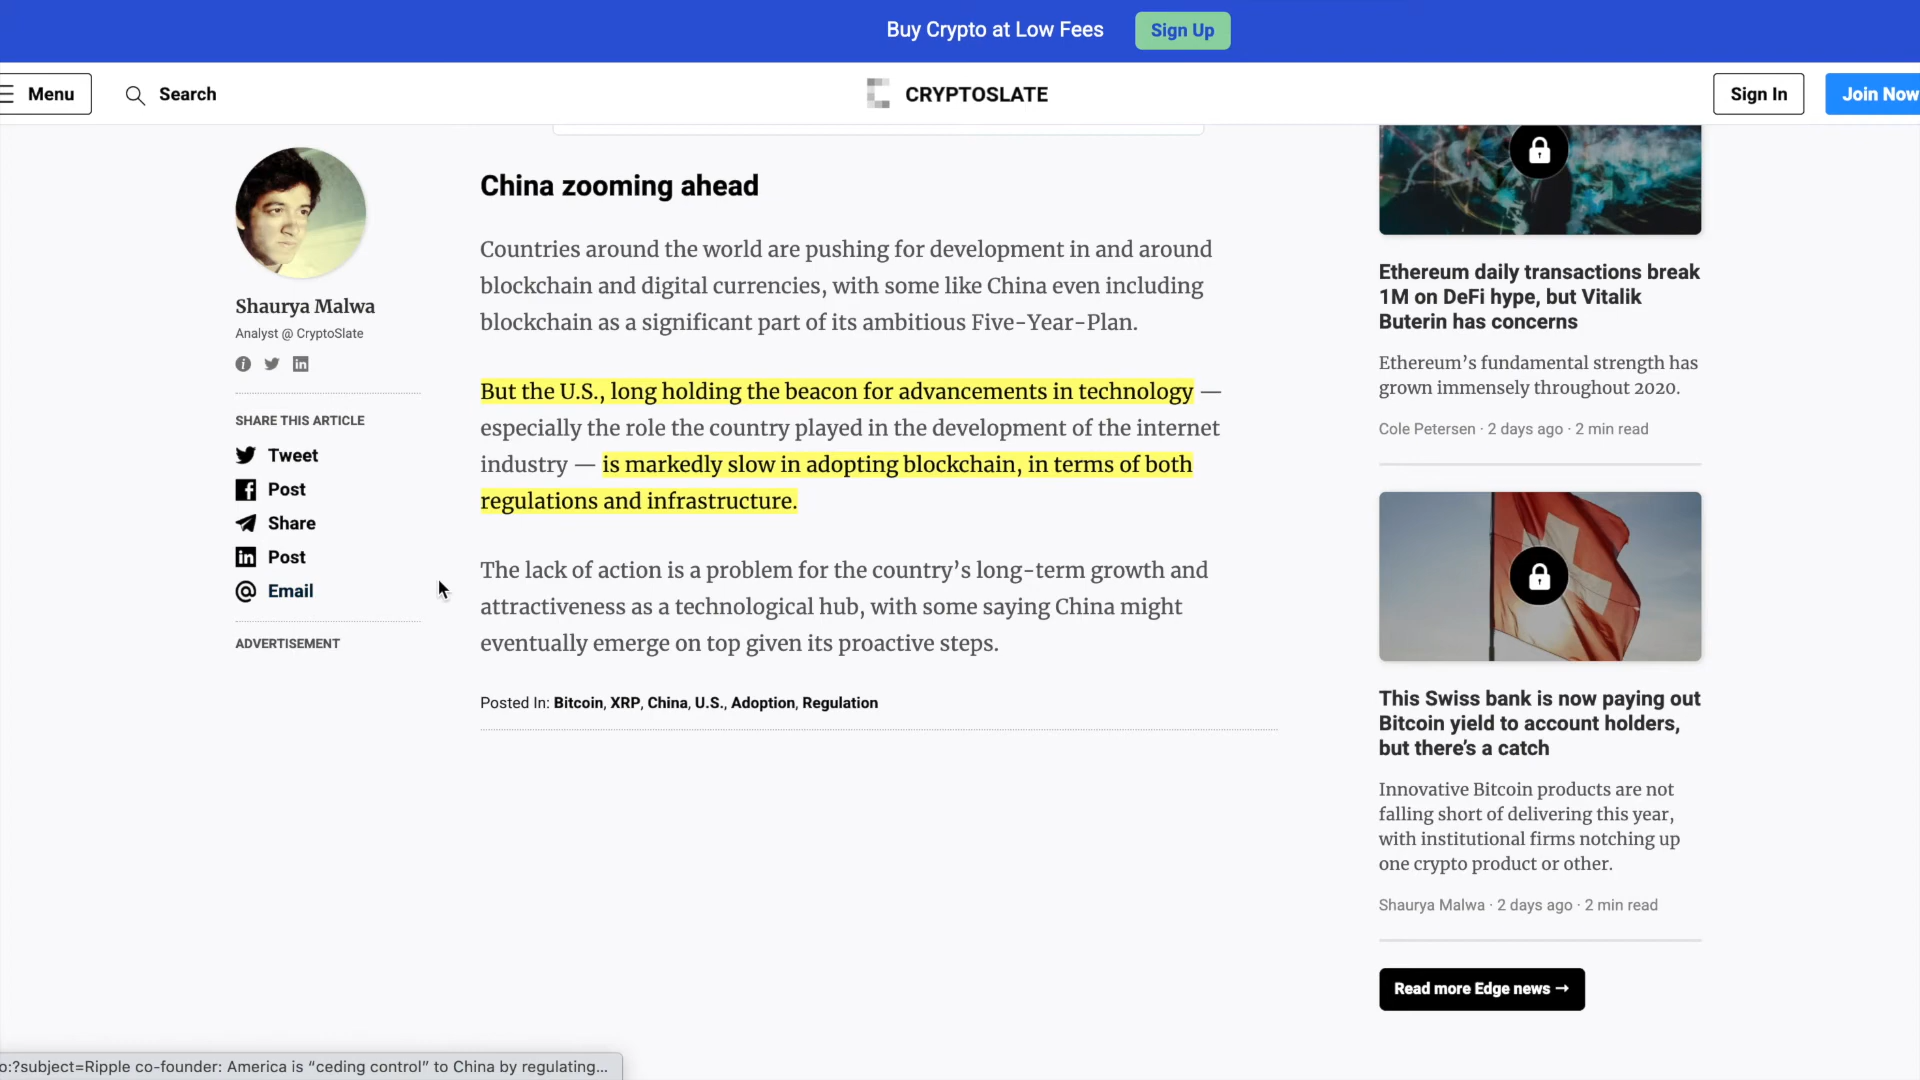 Buy Crypto at Low Fees
Sign Up
Menu
Search
CRYPTOSLATE
Sign In
Join Now
Shaurya Malwa
Analyst @ CryptoSlate
SHARE THIS ARTICLE
Tweet
Post
Share
Post
Email
ADVERTISEMENT
China zooming ahead
Countries around the world are pushing for development in and around
blockchain and digital currencies, with some like China even including
blockchain as a significant part of its ambitious Five-Year-Plan.
But the U.S., long holding the beacon for advancements in technology —
especially the role the country played in the development of the internet
industry — is markedly slow in adopting blockchain, in terms of both
regulations and infrastructure.
The lack of action is a problem for the country’s long-term growth and
attractiveness as a technological hub, with some saying China might
eventually emerge on top given its proactive steps.
Posted In: Bitcoin, XRP, China, U.S., Adoption, Regulation
Ethereum daily transactions break
1M on DeFi hype, but Vitalik
Buterin has concerns
Ethereum’s fundamental strength has
grown immensely throughout 2020.
Cole Petersen · 2 days ago · 2 min read
This Swiss bank is now paying out
Bitcoin yield to account holders,
but there’s a catch
Innovative Bitcoin products are not
falling short of delivering this year,
with institutional firms notching up
one crypto product or other.
Shaurya Malwa · 2 days ago · 2 min read
Read more Edge news →
o:?subject=Ripple co-founder: America is “ceding control” to China by regulating...